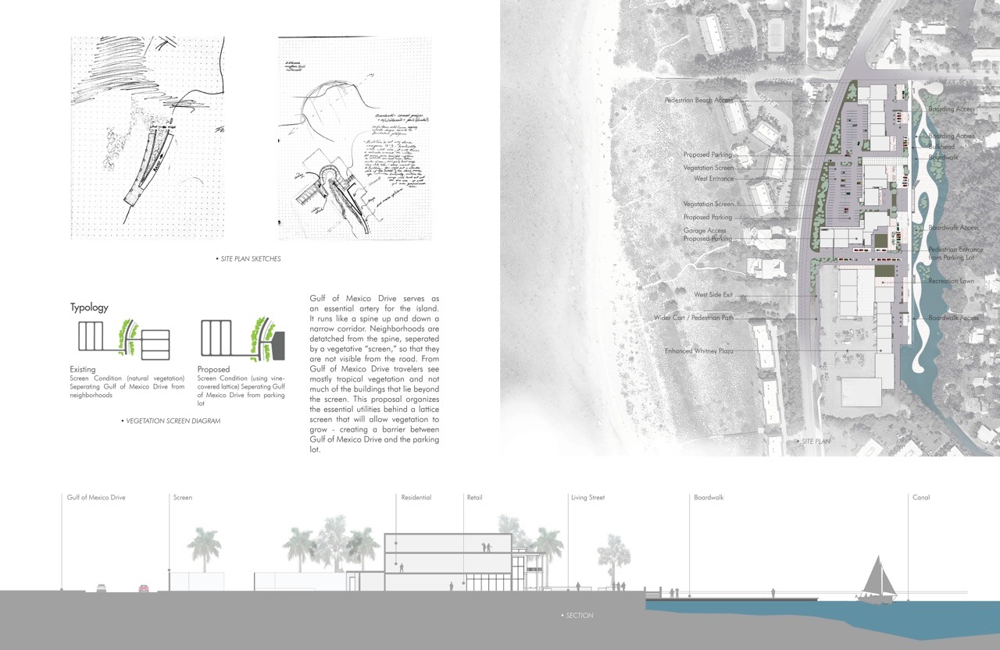 • SITE PLAN SKETCHES
Typology
Existing
Screen Condition (natural vegetation)
Seperating Gulf of Mexico Drive from
neighborhoods
Proposed
Screen Condition (using vine-
covered lattice) Seperating Gulf
of Mexico Drive from parking
lot
• VEGETATION SCREEN DIAGRAM
Gulf of Mexico Drive serves as
an essential artery for the island.
It runs like a spine up and down a
narrow corridor. Neighborhoods are
detatched from the spine, seperated
by a vegetative “screen,” so that they
are not visible from the road. From
Gulf of Mexico Drive travelers see
mostly tropical vegetation and not
much of the buildings that lie beyond
the screen. This proposal organizes
the essential utilities behind a lattice
screen that will allow vegetation to
grow - creating a barrier between
Gulf of Mexico Drive and the parking
lot.
Pedestrian Beach Access
Proposed Parking
Vegetation Screen
West Entrance
Vegetation Screen
Proposed Parking
Garage Access
Proposed Parking
West Side Exit
Wider Cart / Pedestrian Path
Enhanced Whitney Plaza
Boarding Access
Boarding Access
Bulkhead
Boardwalk
Boardwalk Access
Pedestrian Entrance
from Parking Lot
Recreation Lawn
Boardwalk Access
• SITE PLAN
Gulf of Mexico Drive
Screen
Residential
Retail
Living Street
Boardwalk
Canal
• SECTION